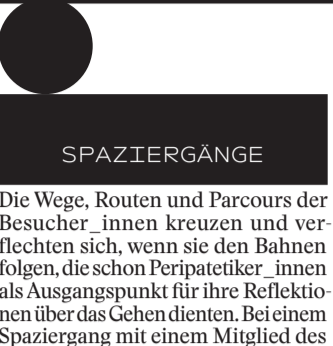 SPAZIERGÄNGE
Die Wege, Routen und Parcours der
Besucher_innen kreuzen und ver-
flechten sich, wenn sie den Bahnen
folgen, die schon Peripatetiker_innen
als Ausgangspunkt für ihre Reflektio-
nen über das Gehen dienten. Bei einem
Spaziergang mit einem Mitglied des